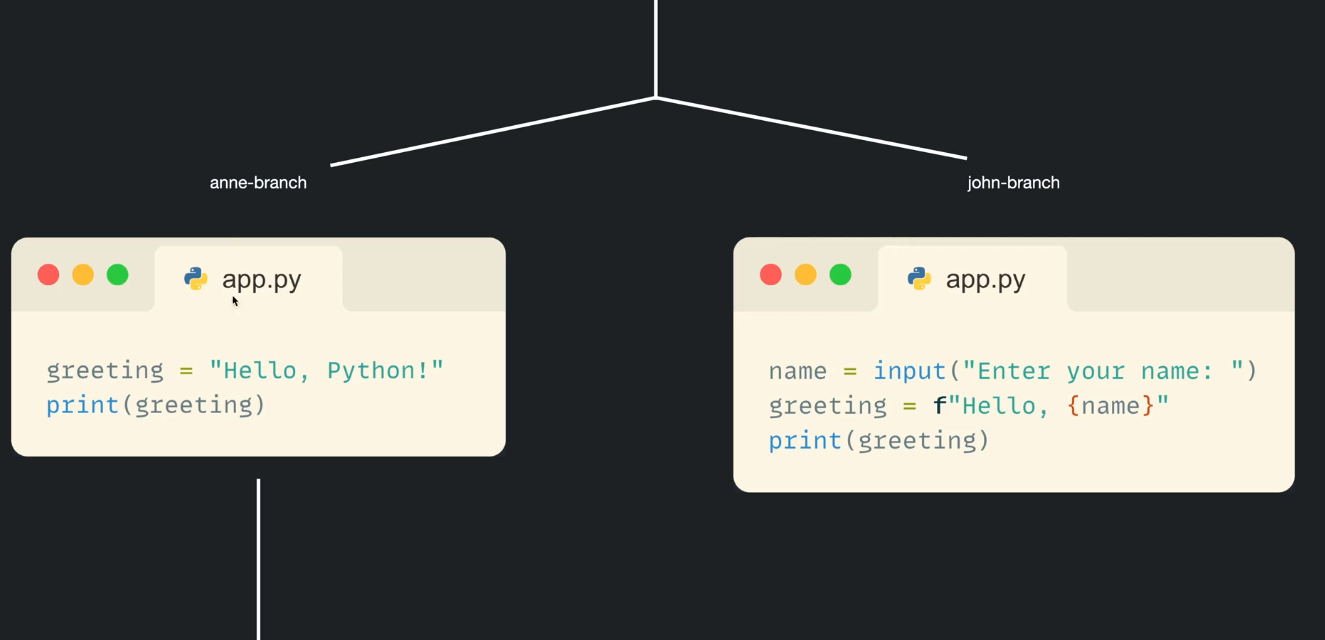 anne-branch
john-branch
app.py
greeting = "Hello, Python!"
print(greeting)
app.py
name = input("Enter your name: ")
greeting = f"Hello, {name}"
print(greeting)